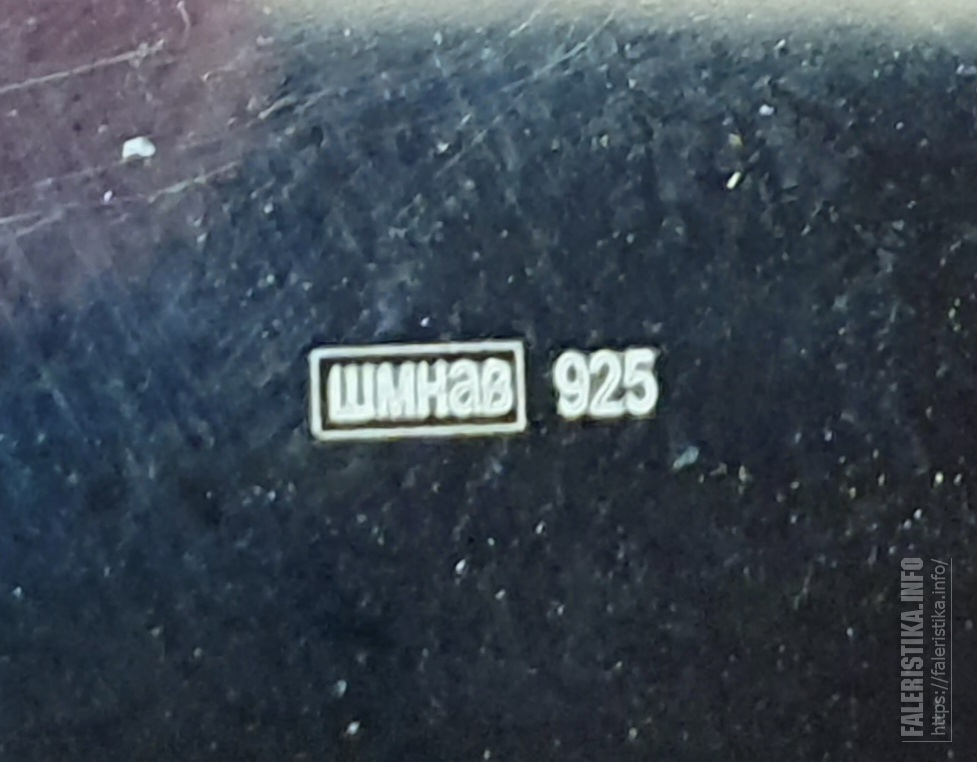 шмнав 925
FALERISTIKA.INFO
https://faleristika.info/